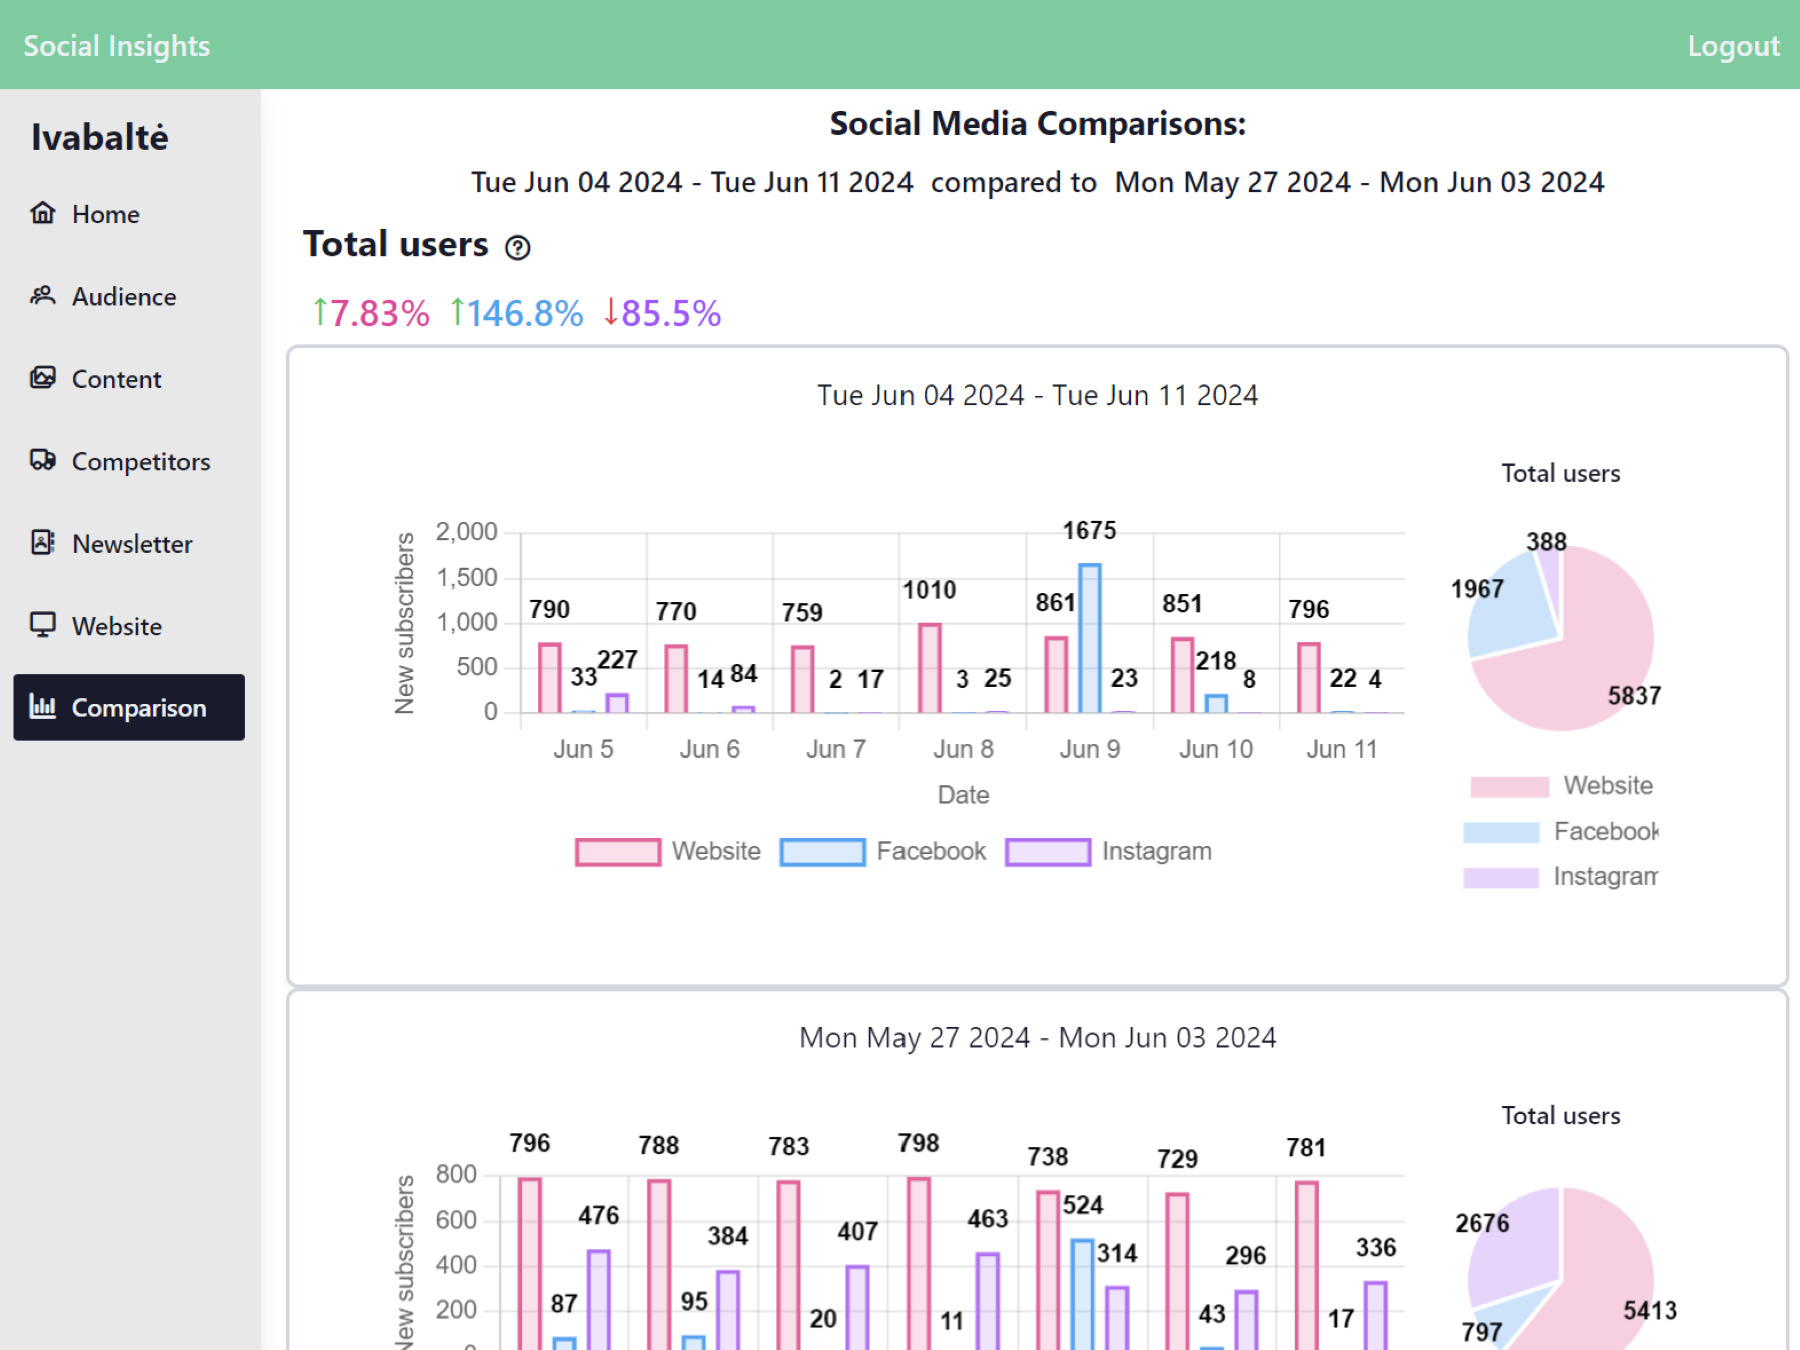 Social Insights
Logout
Ivabaltė
Home
Audience
Content
Competitors
Newsletter
Website
Comparison
Social Media Comparisons:
Tue Jun 04 2024 - Tue Jun 11 2024 compared to Mon May 27 2024 - Mon Jun 03 2024
Total users ?
↑7.83% ↑146.8% ↓85.5%
Tue Jun 04 2024 - Tue Jun 11 2024
New subscribers
2,000
1,500
1,000
500
0
790 33 227
770 14 84
759 2 17
1010 3 25
861 1675 23
851 218 8
796 22 4
Jun 5 Jun 6 Jun 7 Jun 8 Jun 9 Jun 10 Jun 11
Date
Website Facebook Instagram
Total users
388
1967
5837
Website
Facebook
Instagram
Mon May 27 2024 - Mon Jun 03 2024
New subscribers
800
600
400
200
0
796 87 476
788 95 384
783 20 407
798 11 463
738 524 314
729 43 296
781 17 336
Total users
2676
797
5413